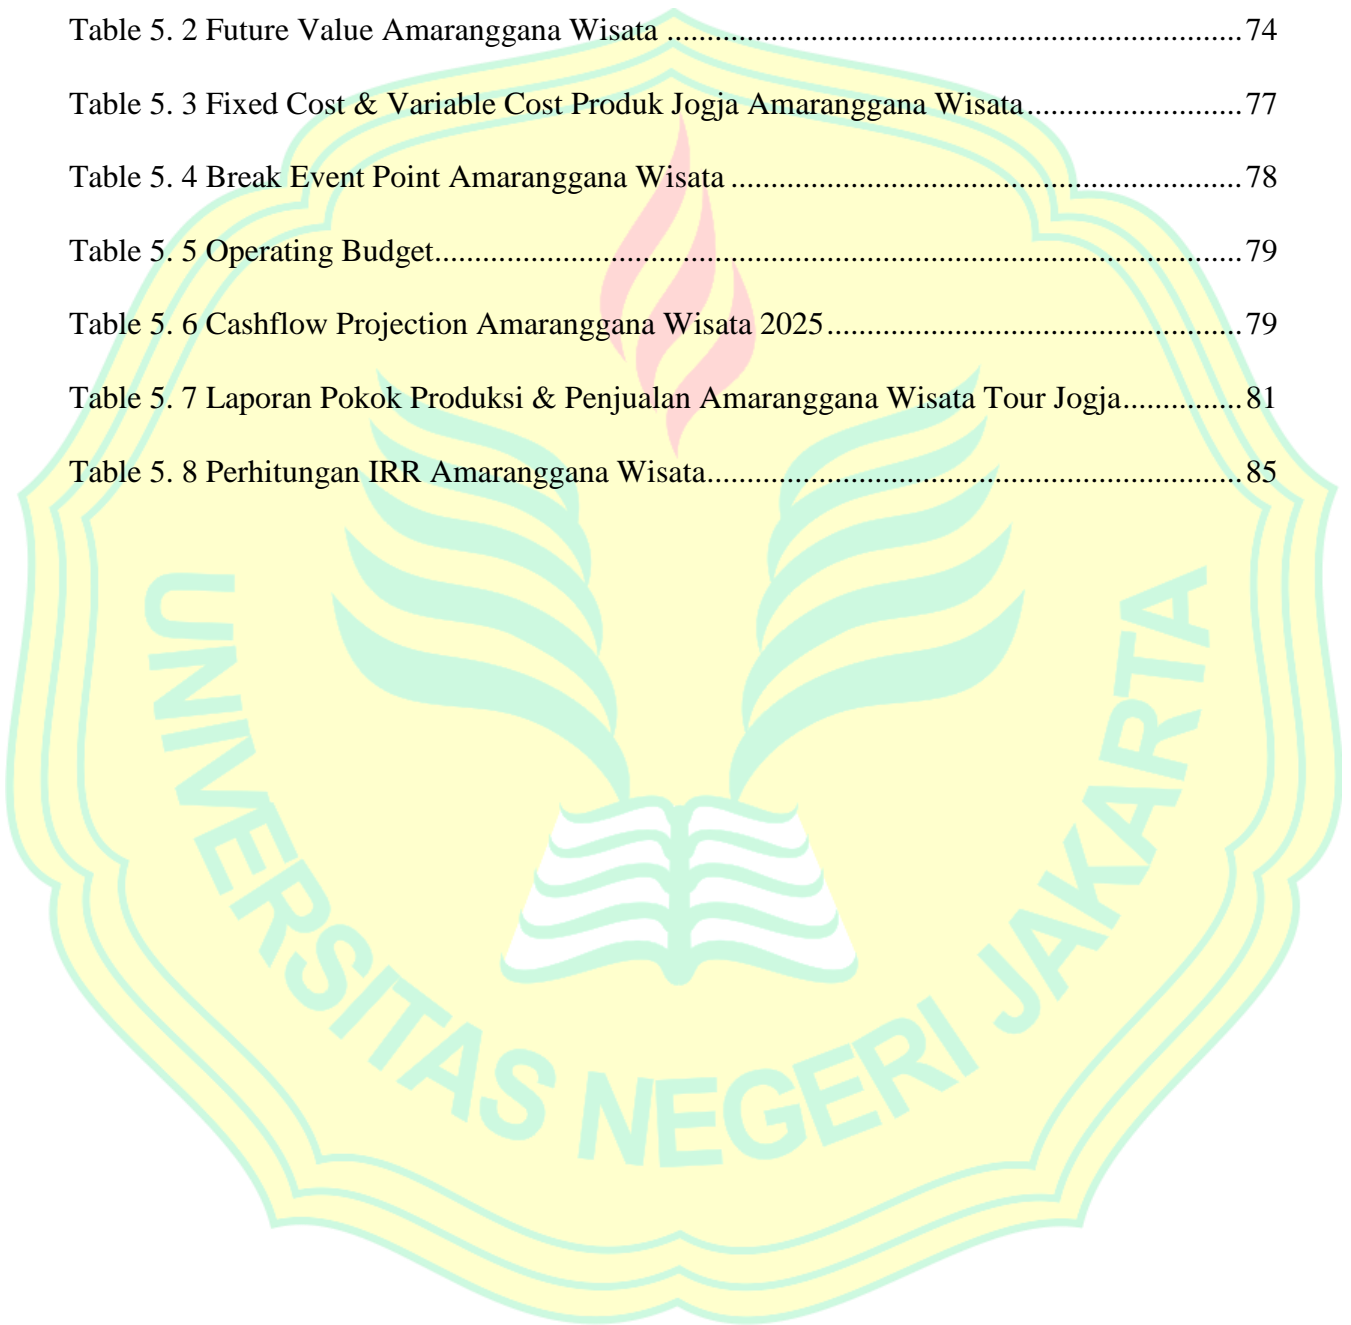 Table 5. 2 Future Value Amaranggana Wisata ........................................................................ 74
Table 5. 3 Fixed Cost & Variable Cost Produk Jogja Amaranggana Wisata........................... 77
Table 5. 4 Break Event Point Amaranggana Wisata ................................................................ 78
Table 5. 5 Operating Budget..................................................................................................... 79
Table 5. 6 Cashflow Projection Amaranggana Wisata 2025.................................................... 79
Table 5. 7 Laporan Pokok Produksi & Penjualan Amaranggana Wisata Tour Jogja............... 81
Table 5. 8 Perhitungan IRR Amaranggana Wisata................................................................... 85
UNIVERSITAS NEGERI JAKARTA